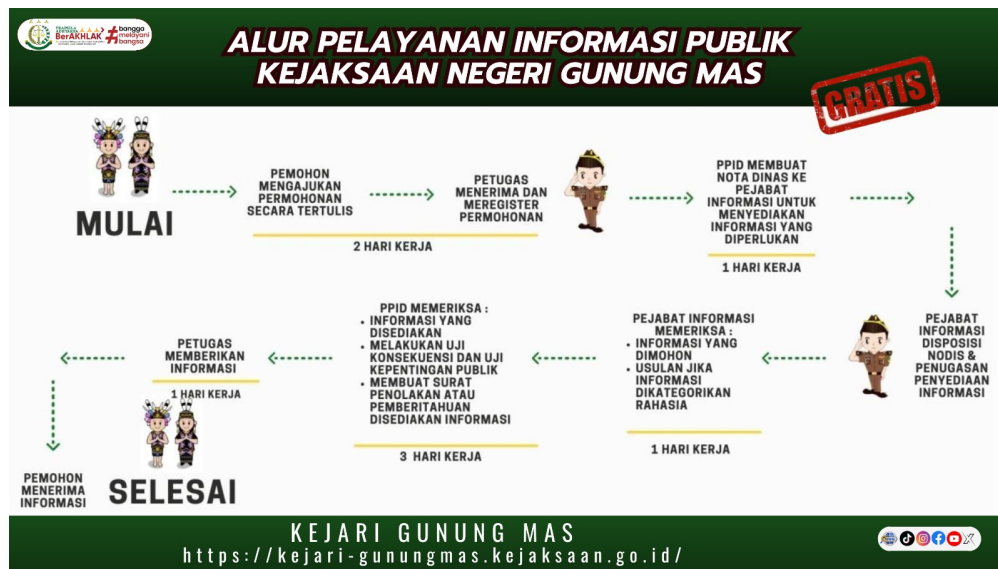 BerAKHLAK
#bangga
melayani
bangsa
ALUR PELAYANAN INFORMASI PUBLIK
KEJAKSAAN NEGERI GUNUNG MAS
GRATIS
MULAI
PEMOHON
MENGAJUKAN
PERMOHONAN
SECARA TERTULIS
PETUGAS
MENERIMA DAN
MEREGISTER
PERMOHONAN
2 HARI KERJA
PPID MEMBUAT
NOTA DINAS KE
PEJABAT
INFORMASI UNTUK
MENYEDIAKAN
INFORMASI YANG
DIPERLUKAN
1 HARI KERJA
PEJABAT
INFORMASI
DISPOSISI
NODIS &
PENUGASAN
PENYEDIAAN
INFORMASI
PEJABAT INFORMASI
MEMERIKSA :
• INFORMASI YANG
DIMOHON
• USULAN JIKA
INFORMASI
DIKATEGORIKAN
RAHASIA
1 HARI KERJA
PPID MEMERIKSA :
• INFORMASI YANG
DISEDIAKAN
• MELAKUKAN UJI
KONSEKUENSI DAN UJI
KEPENTINGAN PUBLIK
• MEMBUAT SURAT
PENOLAKAN ATAU
PEMBERITAHUAN
DISEDIAKAN INFORMASI
3 HARI KERJA
PETUGAS
MEMBERIKAN
INFORMASI
1 HARI KERJA
PEMOHON
MENERIMA
INFORMASI
SELESAI
KEJARI GUNUNG MAS
https://kejari-gunungmas.kejaksaan.go.id/